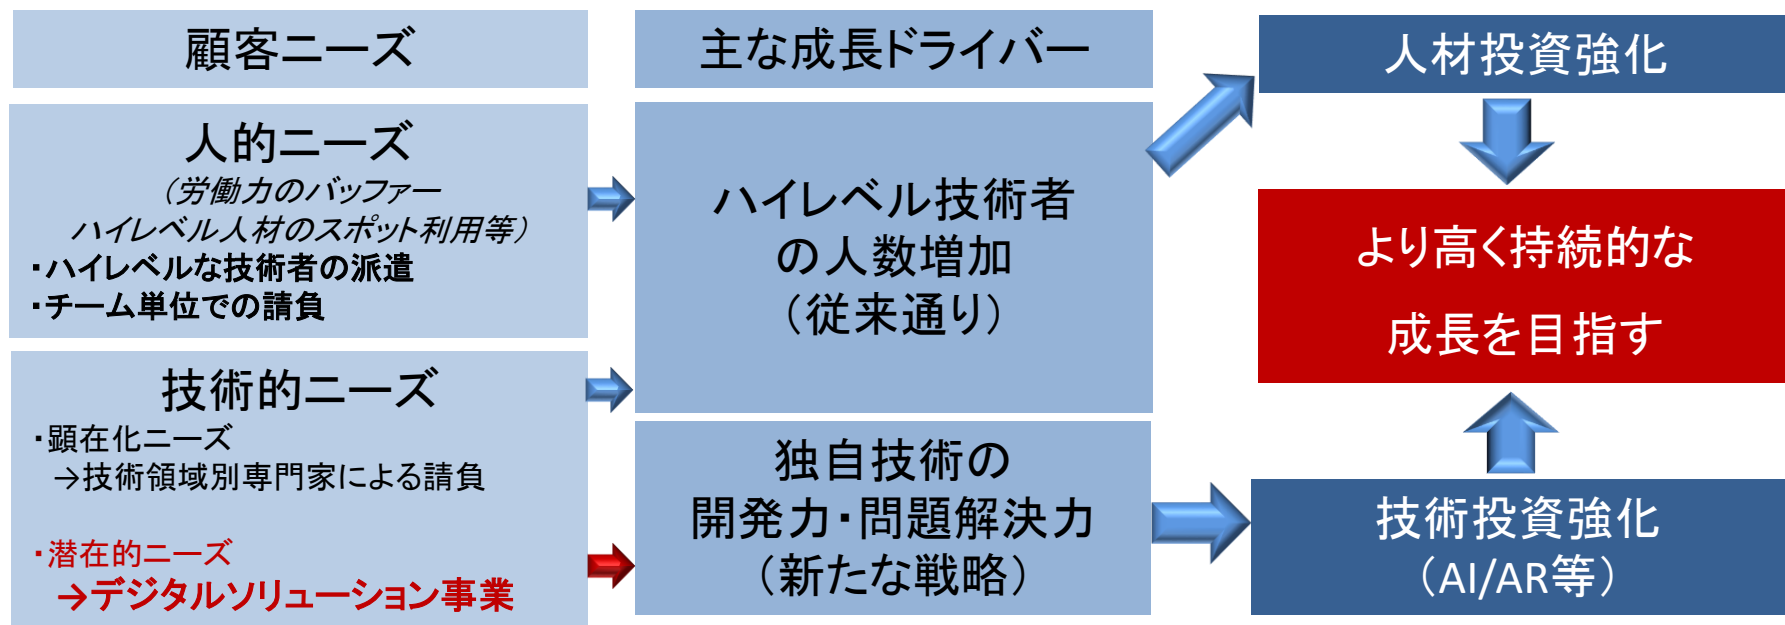 顧客ニーズ
人的ニーズ
（労働力のバッファー
ハイレベル人材のスポット利用等）
・ハイレベルな技術者の派遣
・チーム単位での請負
技術的ニーズ
・顕在化ニーズ
→技術領域別専門家による請負
・潜在的ニーズ
→デジタルソリューション事業
主な成長ドライバー
ハイレベル技術者
の人数増加
（従来通り）
独自技術の
開発力・問題解決力
（新たな戦略）
人材投資強化
より高く持続的な
成長を目指す
技術投資強化
（AI/AR等）